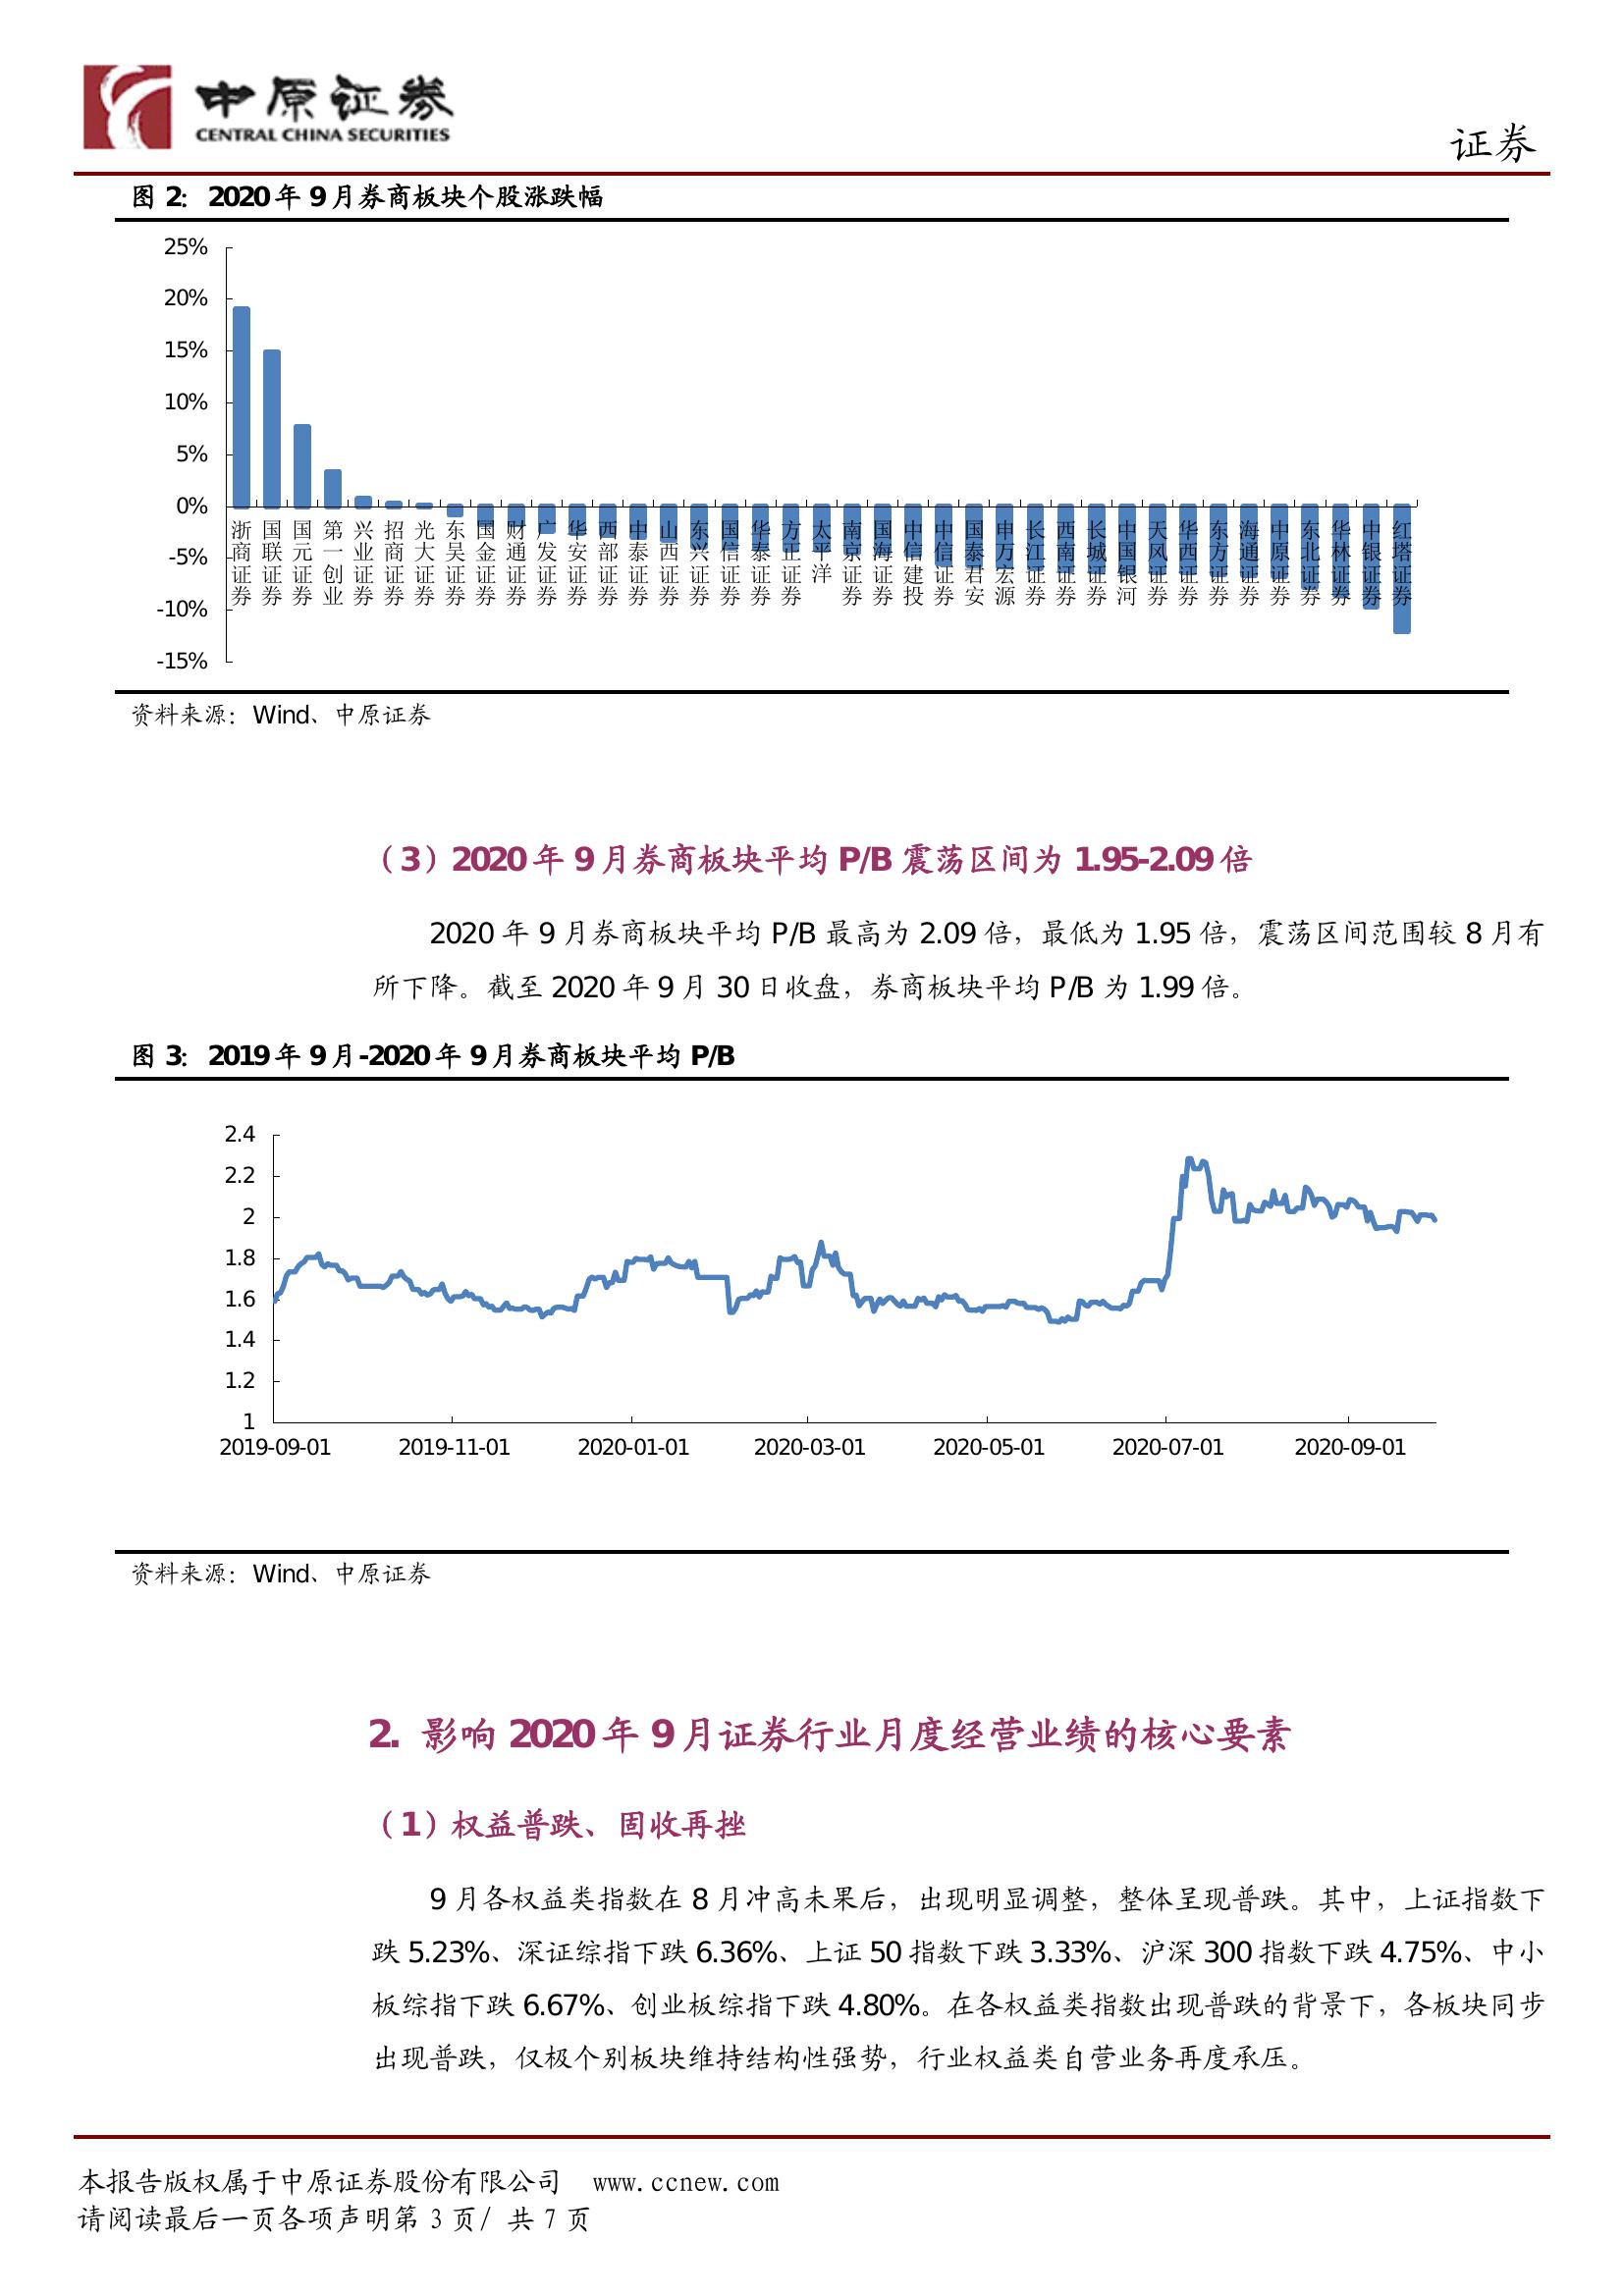 中原证券
CENTRAL CHINA SECURITIES
证券
图 2：2020 年 9 月券商板块个股涨跌幅
25%
20%
15%
10%
5%
0%
-5%
-10%
-15%
浙商证券
国联证券
国元证券
第一创业
兴业证券
招商证券
光大证券
东吴证券
国金证券
财通证券
广发证券
华安证券
西部证券
中泰证券
山西证券
东兴证券
国信证券
华泰证券
方正证券
太平洋
南京证券
国海证券
中信建投
中信证券
国泰君安
申万宏源
长江证券
西南证券
长城证券
中国银河
天风证券
华西证券
东方证券
海通证券
中原证券
东北证券
华林证券
中银证券
红塔证券
资料来源：Wind、中原证券
（3）2020 年 9 月券商板块平均 P/B 震荡区间为 1.95-2.09 倍
2020 年 9 月券商板块平均 P/B 最高为 2.09 倍，最低为 1.95 倍，震荡区间范围较 8 月有
所下降。截至 2020 年 9 月 30 日收盘，券商板块平均 P/B 为 1.99 倍。
图 3：2019 年 9 月-2020 年 9 月券商板块平均 P/B
2.4
2.2
2
1.8
1.6
1.4
1.2
1
2019-09-01 2019-11-01 2020-01-01 2020-03-01 2020-05-01 2020-07-01 2020-09-01
资料来源：Wind、中原证券
2. 影响 2020 年 9 月证券行业月度经营业绩的核心要素
（1）权益普跌、固收再挫
9 月各权益类指数在 8 月冲高未果后，出现明显调整，整体呈现普跌。其中，上证指数下
跌 5.23%、深证综指下跌 6.36%、上证 50 指数下跌 3.33%、沪深 300 指数下跌 4.75%、中小
板综指下跌 6.67%、创业板综指下跌 4.80%。在各权益类指数出现普跌的背景下，各板块同步
出现普跌，仅极个别板块维持结构性强势，行业权益类自营业务再度承压。
本报告版权属于中原证券股份有限公司 www.ccnew.com
请阅读最后一页各项声明第 3 页/ 共 7 页